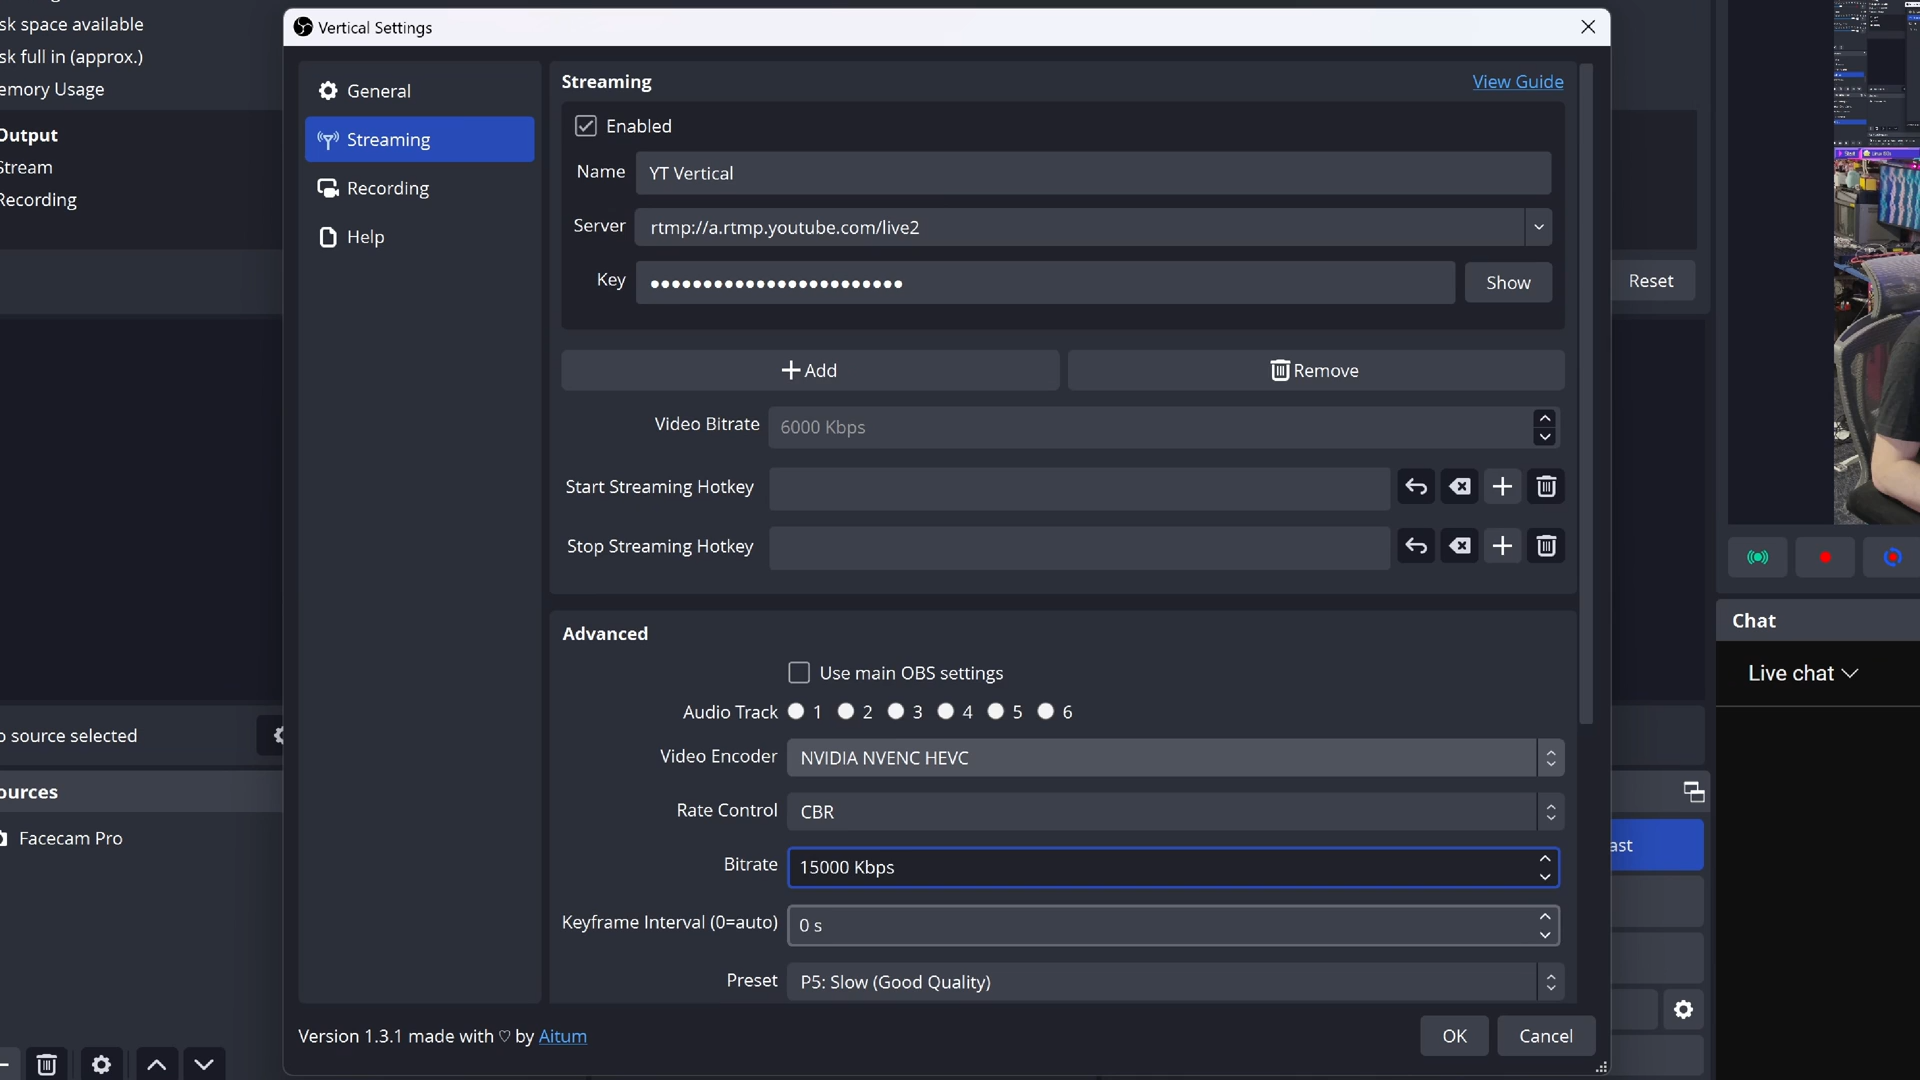 sk space available
sk full in (approx.)
emory Usage
Output
Stream
Recording
o source selected
ources
Facecam Pro
Vertical Settings
General
Streaming
Recording
Help
Streaming
View Guide
Enabled
Name YT Vertical
Server rtmp://a.rtmp.youtube.com/live2
Key ••••••••••••••••••••••••
Show
Add
Remove
Video Bitrate 6000 Kbps
Start Streaming Hotkey
Stop Streaming Hotkey
Advanced
Use main OBS settings
Audio Track 1 2 3 4 5 6
Video Encoder NVIDIA NVENC HEVC
Rate Control CBR
Bitrate 15000 Kbps
Keyframe Interval (0=auto) 0 s
Preset P5: Slow (Good Quality)
Version 1.3.1 made with ♡ by Aitum
OK
Cancel
Reset
ast
Chat
Live chat